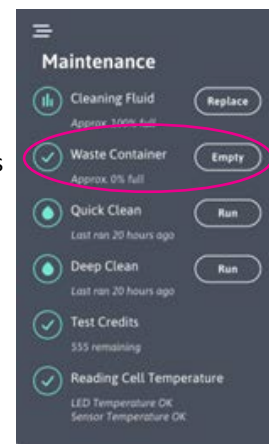 Maintenance
Cleaning Fluid
Replace
Approx. 100% full
s
Waste Container
Empty
Approx. 0% full
Quick Clean
Run
Last ran 20 hours ago
Deep Clean
Run
Last ran 20 hours ago
Test Credits
555 remaining
Reading Cell Temperature
LED Temperature OK
Sensor Temperature OK